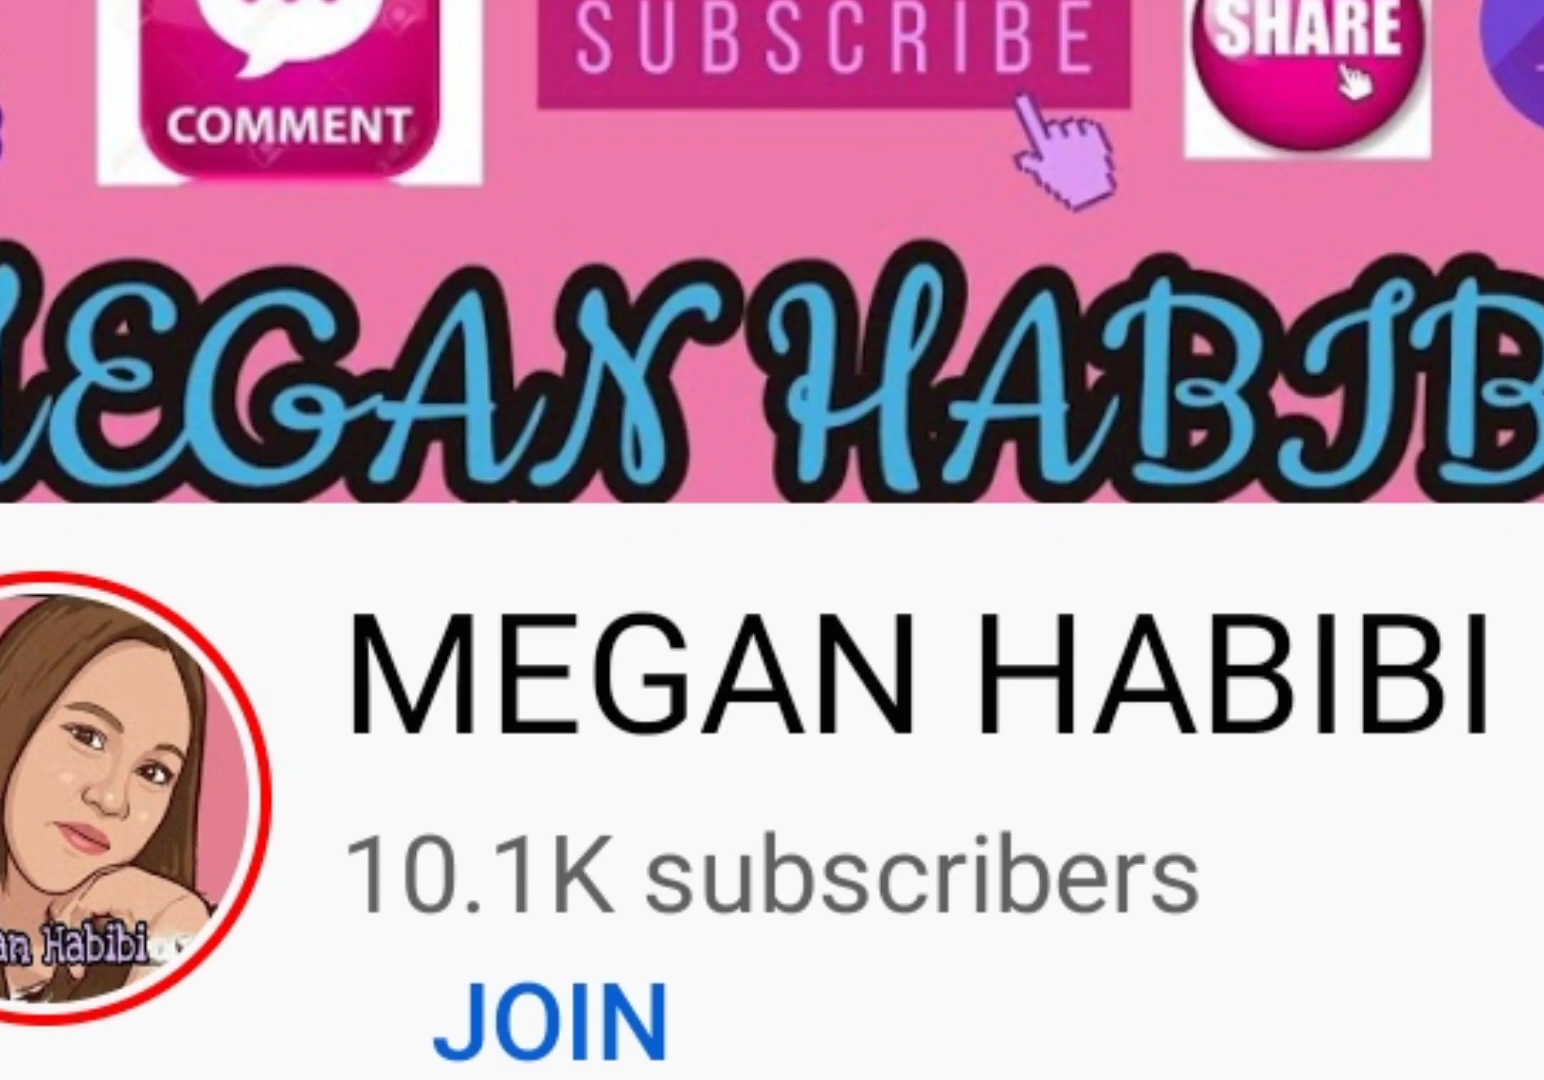 SUBSCRIBE
SHARE
COMMENT
EGAN HABIB
MEGAN HABIBI
10.1K subscribers
an Habibi
JOIN